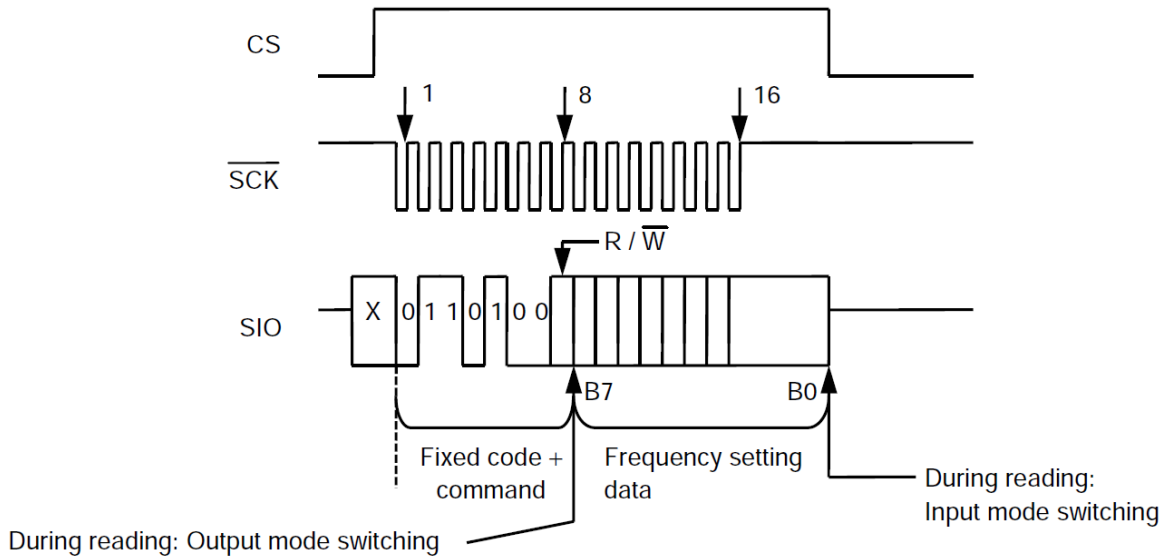 CS
1 8 16
SCK
R / W
X 0 1 1 0 1 0 0
SIO
B7 B0
Fixed code +
command
Frequency setting
data
During reading:
Input mode switching
During reading: Output mode switching